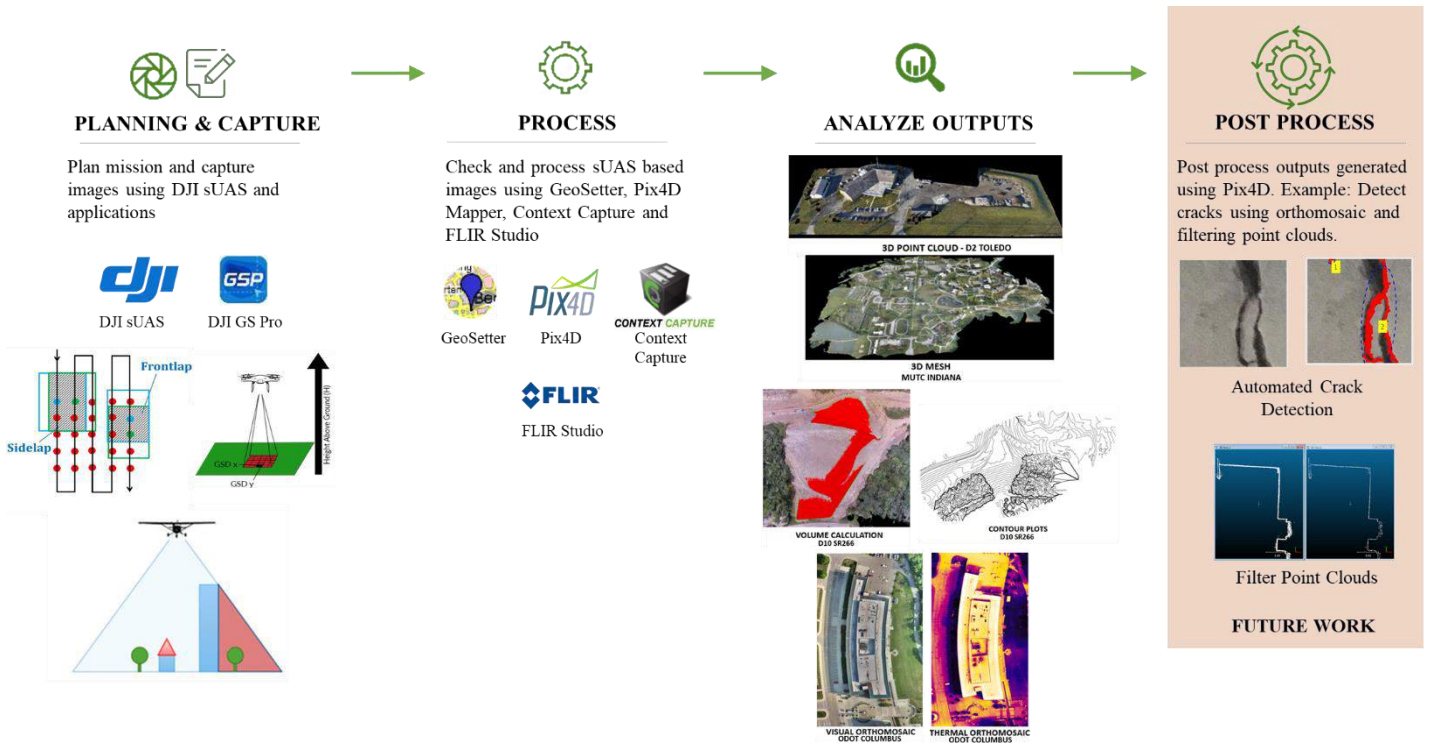 PLANNING & CAPTURE
Plan mission and capture
images using DJI sUAS and
applications
dji
GSP
DJI sUAS
DJI GS Pro
Frontlap
Sidelap
GSD x
GSD y
Height Above Ground (H)
PROCESS
Check and process sUAS based
images using GeoSetter, Pix4D
Mapper, Context Capture and
FLIR Studio
PIX4D
CONTEXT CAPTURE
GeoSetter
Pix4D
Context
Capture
FLIR
FLIR Studio
ANALYZE OUTPUTS
3D POINT CLOUD - D2 TOLEDO
3D MESH
MUTC INDIANA
VOLUME CALCULATION
D10 SR266
CONTOUR PLOTS
D10 SR266
VISUAL ORTHOMOSAIC
ODOT COLUMBUS
THERMAL ORTHOMOSAIC
ODOT COLUMBUS
POST PROCESS
Post process outputs generated
using Pix4D. Example: Detect
cracks using orthomosaic and
filtering point clouds.
1
2
Automated Crack
Detection
Filter Point Clouds
FUTURE WORK